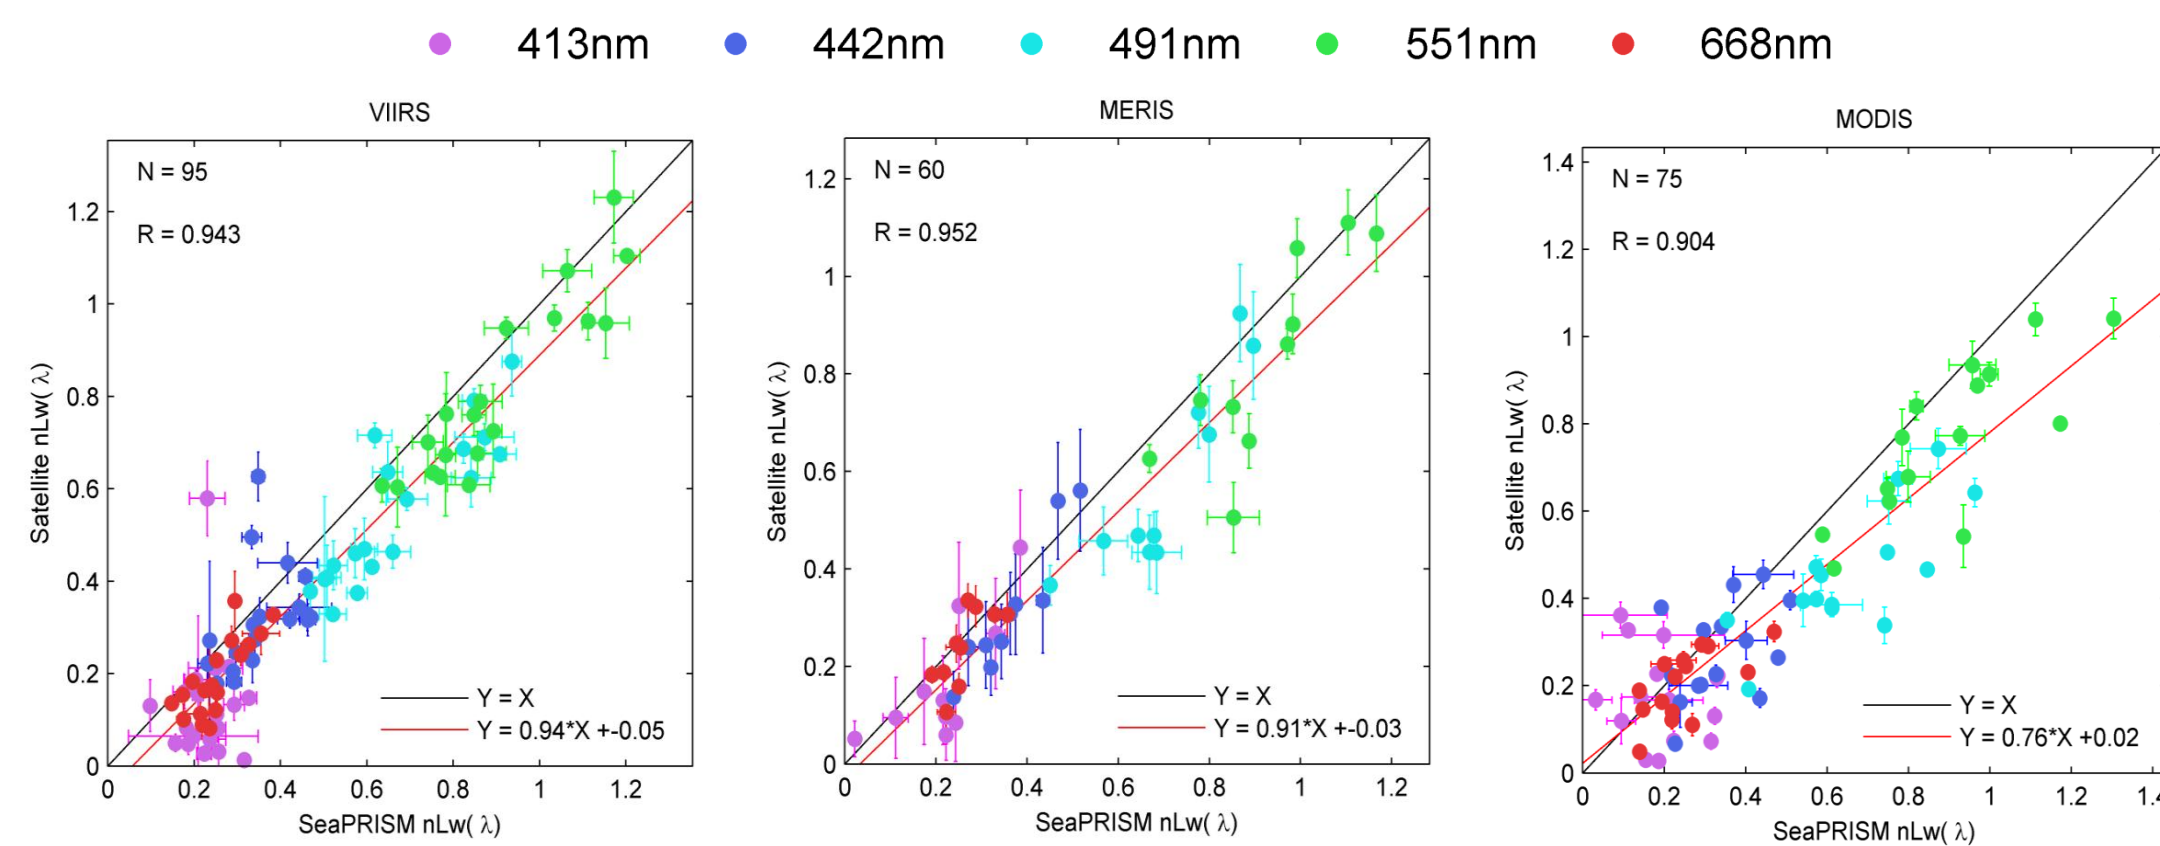 413nm 442nm 491nm 551nm 668nm
VIIRS
N = 95
R = 0.943
Satellite nLw( λ)
1.2
1
0.8
0.6
0.4
0.2
0
Y = X
Y = 0.94*X +-0.05
0 0.2 0.4 0.6 0.8 1 1.2
SeaPRISM nLw( λ)
MERIS
N = 60
R = 0.952
Satellite nLw( λ)
1.2
1
0.8
0.6
0.4
0.2
0
Y = X
Y = 0.91*X +-0.03
0 0.2 0.4 0.6 0.8 1 1.2
SeaPRISM nLw( λ)
MODIS
N = 75
R = 0.904
Satellite nLw( λ)
1.4
1.2
1
0.8
0.6
0.4
0.2
0
Y = X
Y = 0.76*X +0.02
0 0.2 0.4 0.6 0.8 1 1.2 1.4
SeaPRISM nLw( λ)